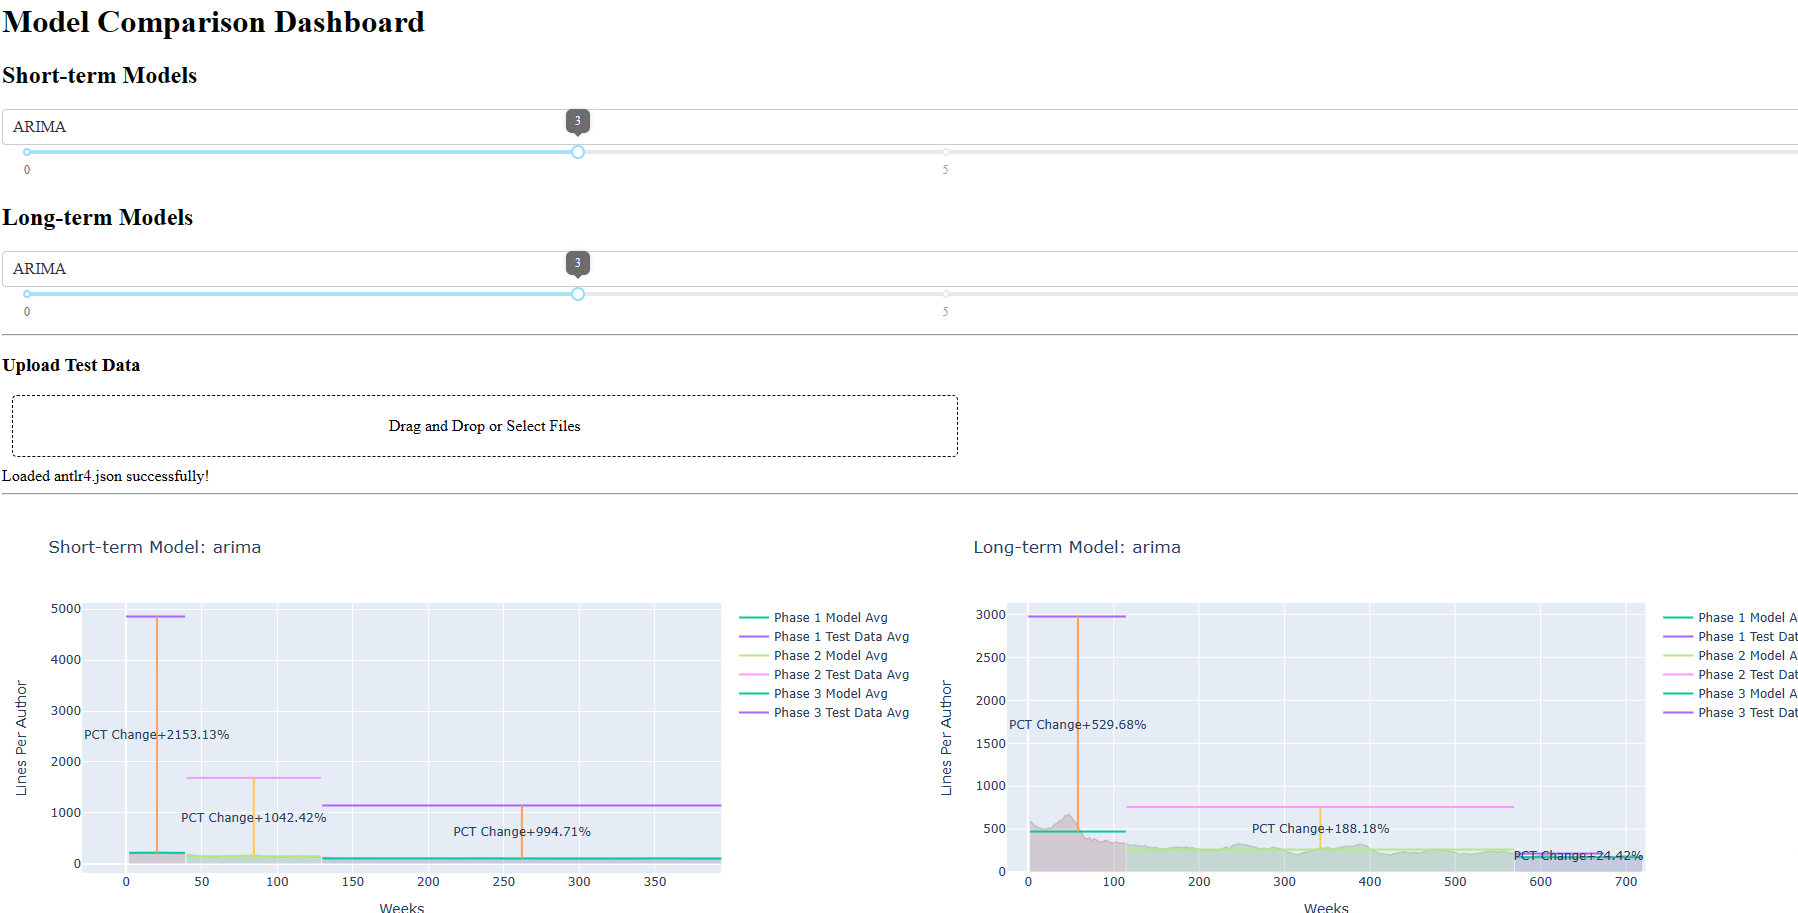 Model Comparison Dashboard
Short-term Models
ARIMA
3
0
5
Long-term Models
ARIMA
3
0
5
Upload Test Data
Drag and Drop or Select Files
Loaded antlr4.json successfully!
Short-term Model: arima
5000
4000
3000
2000
1000
0
Lines Per Author
PCT Change+2153.13%
PCT Change+1042.42%
PCT Change+994.71%
0 50 100 150 200 250 300 350
Weeks
Phase 1 Model Avg
Phase 1 Test Data Avg
Phase 2 Model Avg
Phase 2 Test Data Avg
Phase 3 Model Avg
Phase 3 Test Data Avg
Long-term Model: arima
3000
2500
2000
1500
1000
500
0
Lines Per Author
PCT Change+529.68%
PCT Change+188.18%
PCT Change+24.42%
0 100 200 300 400 500 600 700
Weeks
Phase 1 Model A
Phase 1 Test Dat
Phase 2 Model A
Phase 2 Test Dat
Phase 3 Model A
Phase 3 Test Dat